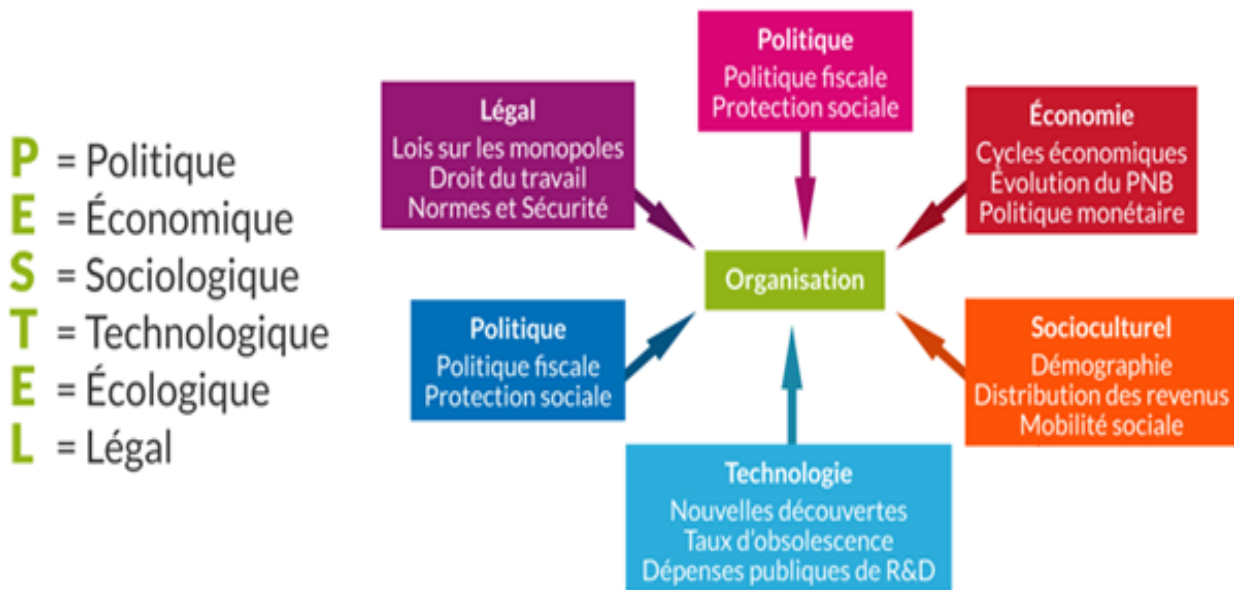 P = Politique
E = Économique
S = Sociologique
T = Technologique
E = Écologique
L = Légal
Politique
Politique fiscale
Protection sociale
Légal
Lois sur les monopoles
Droit du travail
Normes et Sécurité
Économie
Cycles économiques
Évolution du PNB
Politique monétaire
Organisation
Politique
Politique fiscale
Protection sociale
Socioculturel
Démographie
Distribution des revenus
Mobilité sociale
Technologie
Nouvelles découvertes
Taux d'obsolescence
Dépenses publiques de R&D